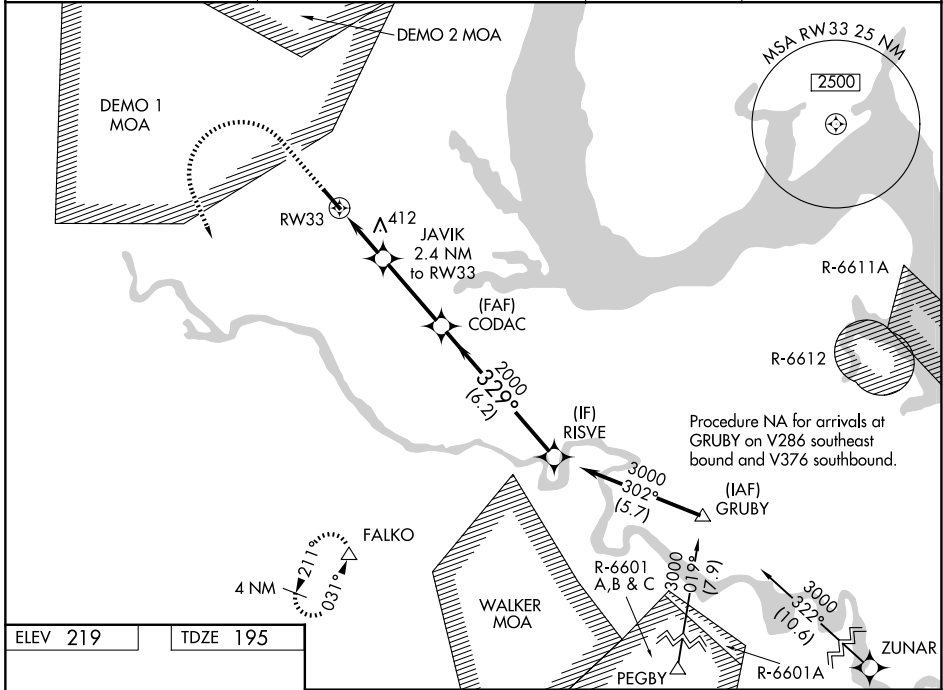 DEMO 2 MOA
MSA RW33 25 NM
2500
DEMO 1
MOA
RW33
412
JAVIK
2.4 NM
to RW33
(FAF)
CODAC
R-6611A
R-6612
2000
329°
(6.2)
(IF)
RISVE
Procedure NA for arrivals at
GRUBY on V286 southeast
bound and V376 southbound.
3000
302°
(5.7)
(IAF)
GRUBY
FALKO
211°
031°
4 NM
R-6601
A,B & C
3000
019°
(7.9)
3000
322°
(10.6)
WALKER
MOA
ZUNAR
R-6601A
PEGBY
ELEV 219
TDZE 195